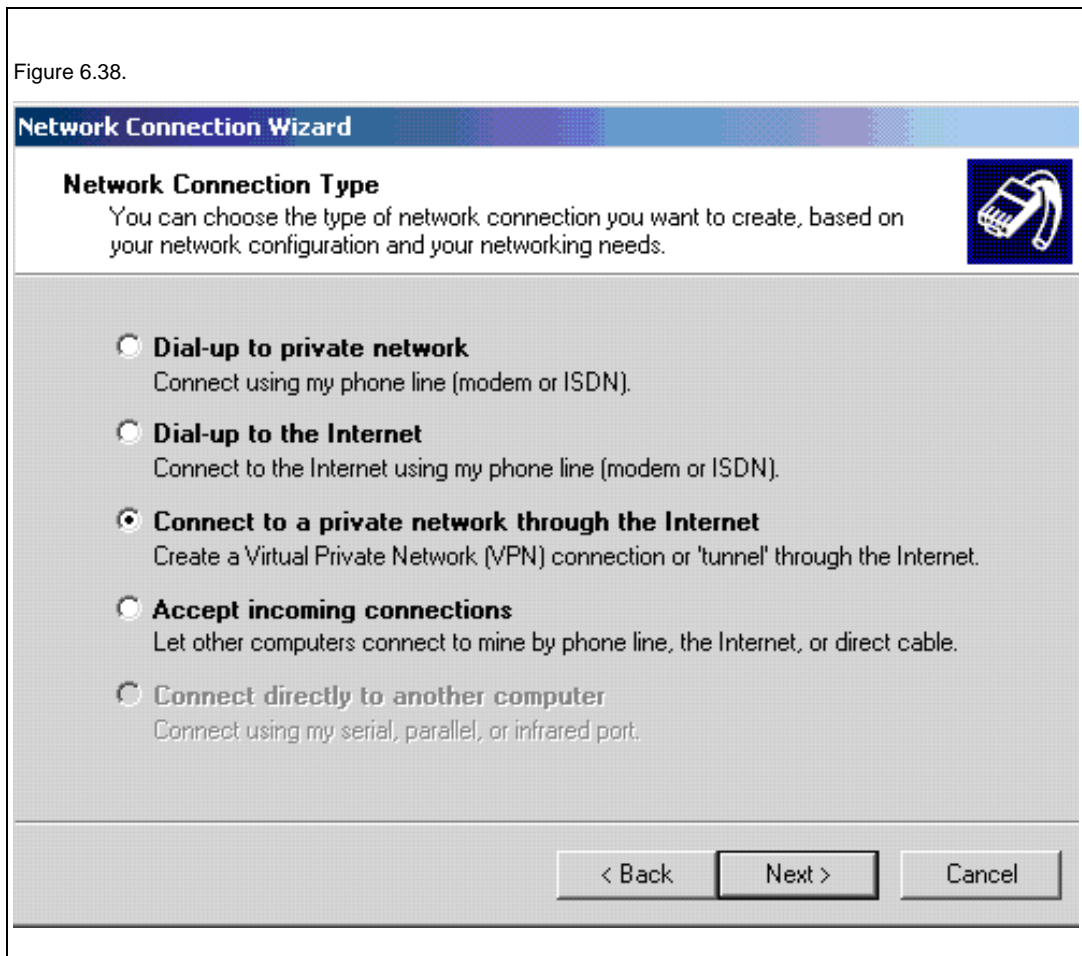 Figure 6.38.
Network Connection Wizard
Network Connection Type
You can choose the type of network connection you want to create, based on
your network configuration and your networking needs.
Dial-up to private network
Connect using my phone line (modem or ISDN).
Dial-up to the Internet
Connect to the Internet using my phone line (modem or ISDN).
Connect to a private network through the Internet
Create a Virtual Private Network (VPN) connection or 'tunnel' through the Internet.
Accept incoming connections
Let other computers connect to mine by phone line, the Internet, or direct cable.
Connect directly to another computer
Connect using my serial, parallel, or infrared port.
< Back Next > Cancel